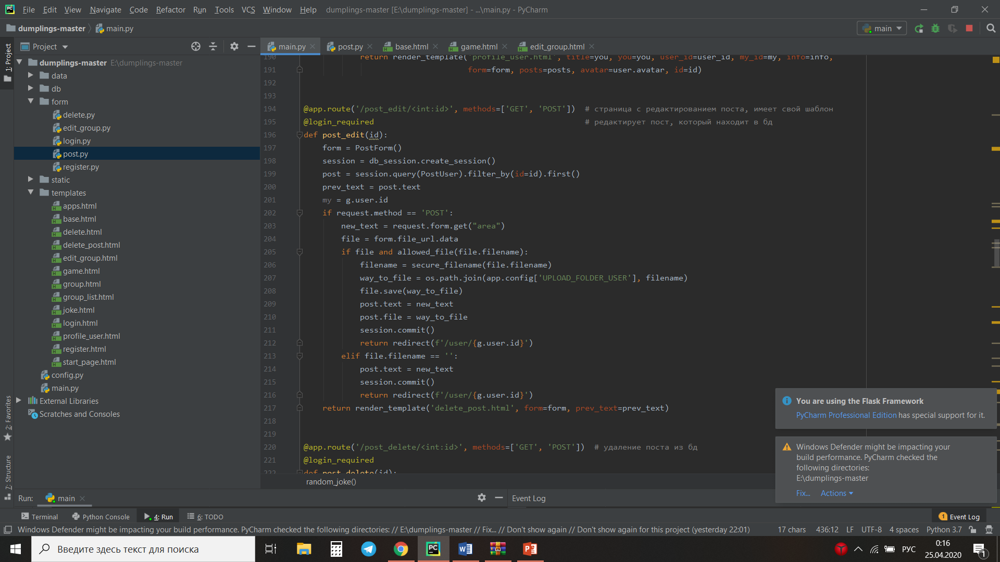 File Edit View Navigate Code Refactor Run Tools VCS Window Help dumplings-master [E:\dumplings-master] - ...\main.py - PyCharm
dumplings-master main.py
main
1: Project
Project
main.py post.py base.html game.html edit_group.html
dumplings-master E:\dumplings-master
data
db
form
delete.py
edit_group.py
login.py
post.py
register.py
static
templates
apps.html
base.html
delete.html
delete_post.html
edit_group.html
game.html
group.html
group_list.html
joke.html
login.html
profile_user.html
register.html
start_page.html
config.py
main.py
External Libraries
Scratches and Consoles
2: Favorites
7: Structure
190 return render_template('profile_user.html', title=you, you=you, user_id=user_id, my_id=my, info=info,
191 form=form, posts=posts, avatar=user.avatar, id=id)
192
193
194 @app.route('/post_edit/<int:id>', methods=['GET', 'POST']) # страница с редактированием поста, имеет свой шаблон
195 @login_required # редактирует пост, который находит в бд
196 def post_edit(id):
197 form = PostForm()
198 session = db_session.create_session()
199 post = session.query(PostUser).filter_by(id=id).first()
200 prev_text = post.text
201 my = g.user.id
202 if request.method == 'POST':
203 new_text = request.form.get("area")
204 file = form.file_url.data
205 if file and allowed_file(file.filename):
206 filename = secure_filename(file.filename)
207 way_to_file = os.path.join(app.config['UPLOAD_FOLDER_USER'], filename)
208 file.save(way_to_file)
209 post.text = new_text
210 post.file = way_to_file
211 session.commit()
212 return redirect(f'/user/{g.user.id}')
213 elif file.filename == '':
214 post.text = new_text
215 session.commit()
216 return redirect(f'/user/{g.user.id}')
217 return render_template('delete_post.html', form=form, prev_text=prev_text)
218
219
220 @app.route('/post_delete/<int:id>', methods=['GET', 'POST']) # удаление поста из бд
221 @login_required
222 def post_delete(id):
random_joke()
You are using the Flask Framework
PyCharm Professional Edition has special support for it.
Windows Defender might be impacting your
build performance. PyCharm checked the
following directories:
E:\dumplings-master
Fix... Actions
Run: main
Event Log
Terminal Python Console 4: Run 6: TODO
1 Event Log
Windows Defender might be impacting your build performance. PyCharm checked the following directories: // E:\dumplings-master // Fix... // Don't show again // Don't show again for this project (yesterday 22:01)
17 chars 436:12 LF UTF-8 4 spaces Python 3.7
Введите здесь текст для поиска
РУС
0:16
25.04.2020
1